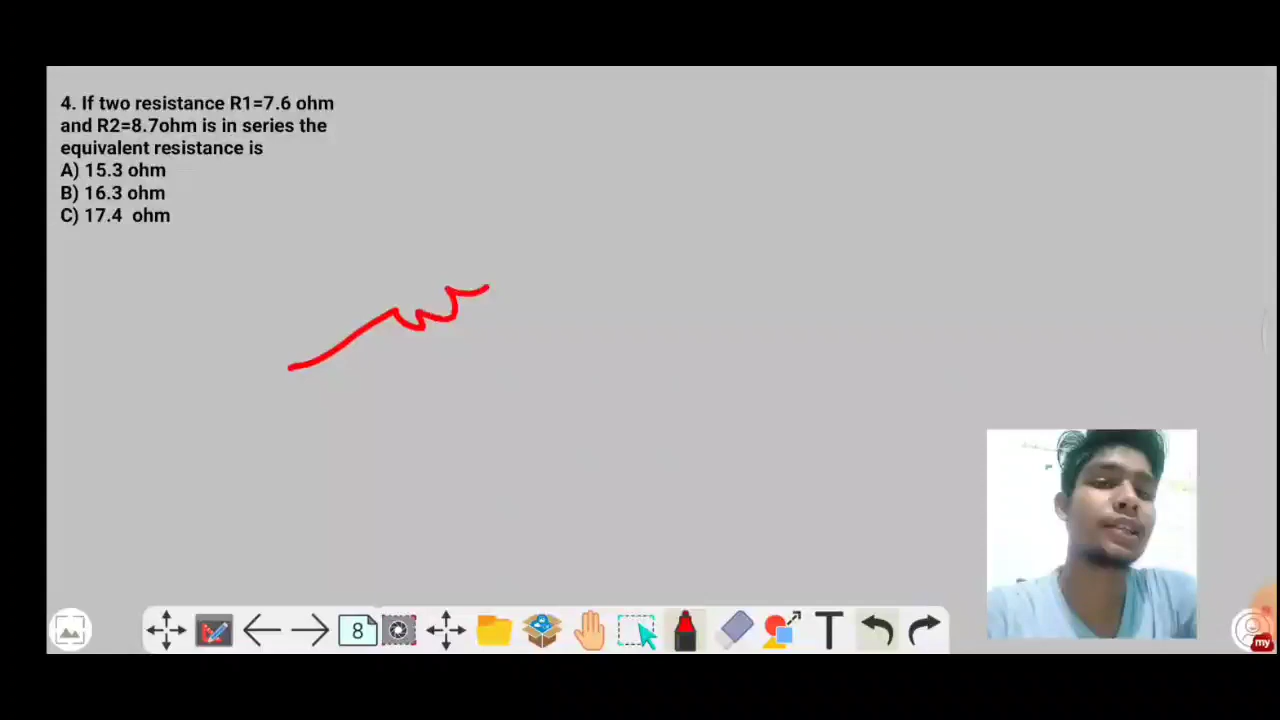 4. If two resistance R1=7.6 ohm
and R2=8.7ohm is in series the
equivalent resistance is
A) 15.3 ohm
B) 16.3 ohm
C) 17.4  ohm
8
my